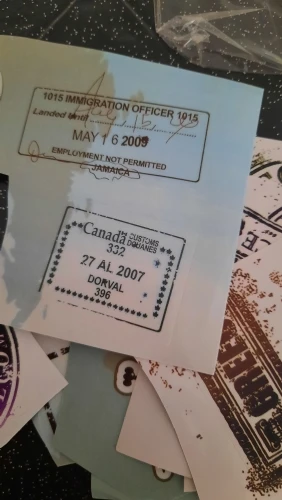 1015 IMMIGRATION OFFICER 1015
Landed Until
MAY 16 2009
EMPLOYMENT NOT PERMITTED
JAMAICA
Canada CUSTOMS
DOUANES
332
27 AL 2007
DORVAL
396